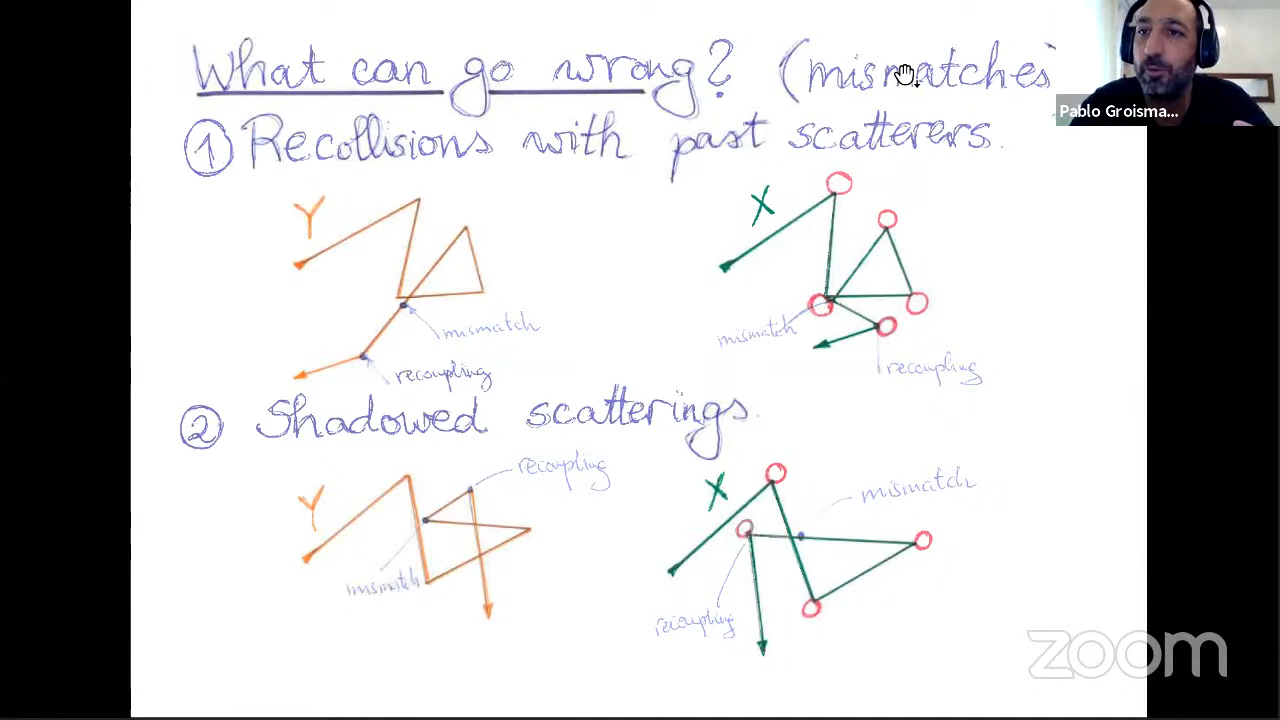 What can go wrong? (mismatches)
Pablo Groisma...
① Recollisions with past scatterers.
Y
X
mismatch
mismatch
recoupling
recoupling
② Shadowed scatterings.
recoupling
Y
X
mismatch
mismatch
recoupling
zoom